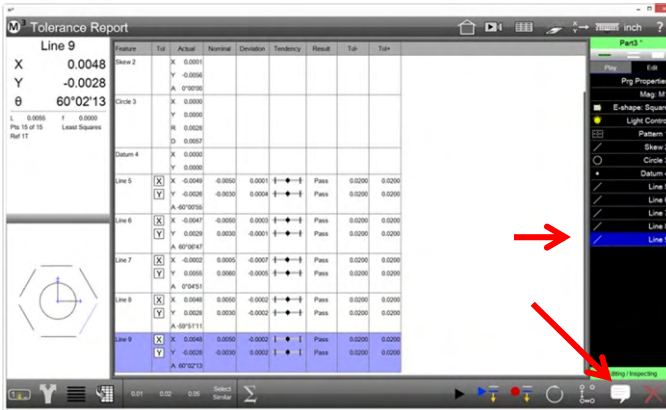 M3 Tolerance Report
inch ?
Line 9
X 0.0048
Y -0.0028
θ 60°02'13
L 0.0055 f 0.0000
Pts 15 of 15 Least Squares
Ref 1T
Feature Tol Actual Nominal Deviation Tendency Result Tol- Tol+
Skew 2 X 0.0001
Y -0.0056
A 0°00'06
Circle 3 X 0.0000
Y 0.0000
R 0.0028
D 0.0057
Datum 4 X 0.0000
Y 0.0000
Line 5 X X -0.0049 -0.0050 0.0001 Pass 0.0200 0.0200
Y Y -0.0026 -0.0030 0.0004 Pass 0.0200 0.0200
A -60°00'55
Line 6 X X -0.0047 -0.0050 0.0003 Pass 0.0200 0.0200
Y Y 0.0029 0.0030 -0.0001 Pass 0.0200 0.0200
A 60°06'47
Line 7 X X -0.0002 0.0005 -0.0007 Pass 0.0200 0.0200
Y Y 0.0055 0.0060 -0.0005 Pass 0.0200 0.0200
A 0°04'51
Line 8 X X 0.0048 0.0050 -0.0002 Pass 0.0200 0.0200
Y Y 0.0028 0.0030 -0.0002 Pass 0.0200 0.0200
A -59°51'11
Line 9 X X 0.0048 0.0050 -0.0002 Pass 0.0200 0.0200
Y Y -0.0028 -0.0030 0.0002 Pass 0.0200 0.0200
A 60°02'13
Part3 *
Play Edit
Prg Propertie
Mag: M
E-shape: Square
Light Contro
Pattern
Skew
Circle
Datum
Line
Line
Line
Line
Line
diting / Inspecting
0.01 0.02 0.05 Select Similar Σ